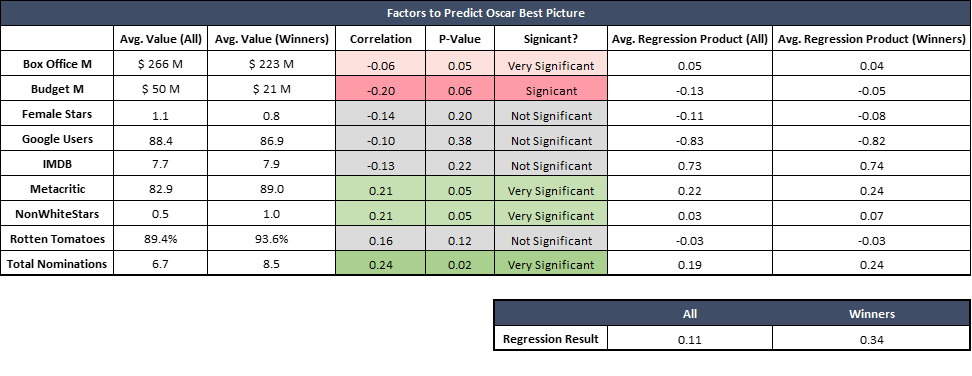 Factors to Predict Oscar Best Picture
Avg. Value (All) Avg. Value (Winners) Correlation P-Value Signicant? Avg. Regression Product (All) Avg. Regression Product (Winners)
Box Office M $ 266 M $ 223 M -0.06 0.05 Very Significant 0.05 0.04
Budget M $ 50 M $ 21 M -0.20 0.06 Signicant -0.13 -0.05
Female Stars 1.1 0.8 -0.14 0.20 Not Significant -0.11 -0.08
Google Users 88.4 86.9 -0.10 0.38 Not Significant -0.83 -0.82
IMDB 7.7 7.9 -0.13 0.22 Not Significant 0.73 0.74
Metacritic 82.9 89.0 0.21 0.05 Very Significant 0.22 0.24
NonWhiteStars 0.5 1.0 0.21 0.05 Very Significant 0.03 0.07
Rotten Tomatoes 89.4% 93.6% 0.16 0.12 Not Significant -0.03 -0.03
Total Nominations 6.7 8.5 0.24 0.02 Very Significant 0.19 0.24
All Winners
Regression Result 0.11 0.34